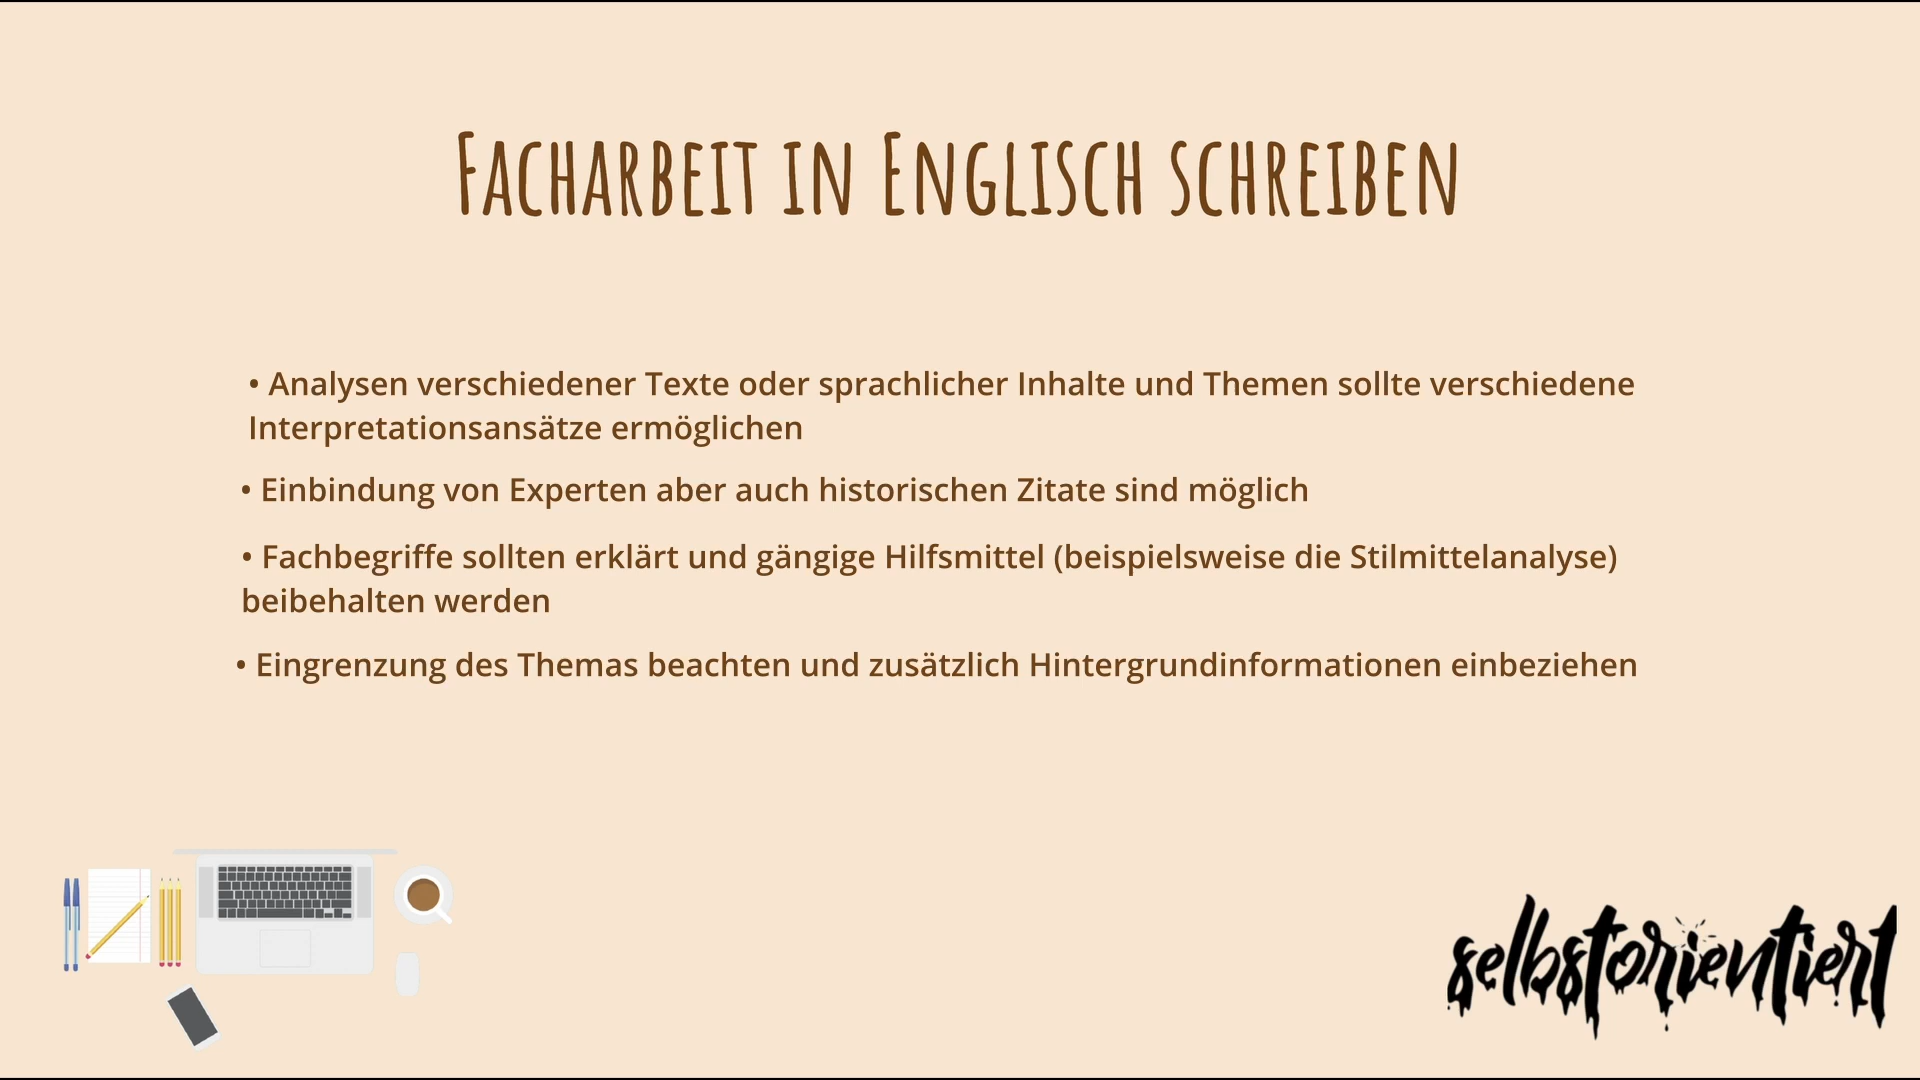 Facharbeit in Englisch schreiben
• Analysen verschiedener Texte oder sprachlicher Inhalte und Themen sollte verschiedene
Interpretationsansätze ermöglichen
• Einbindung von Experten aber auch historischen Zitate sind möglich
• Fachbegriffe sollten erklärt und gängige Hilfsmittel (beispielsweise die Stilmittelanalyse)
beibehalten werden
• Eingrenzung des Themas beachten und zusätzlich Hintergrundinformationen einbeziehen
selbstorientiert